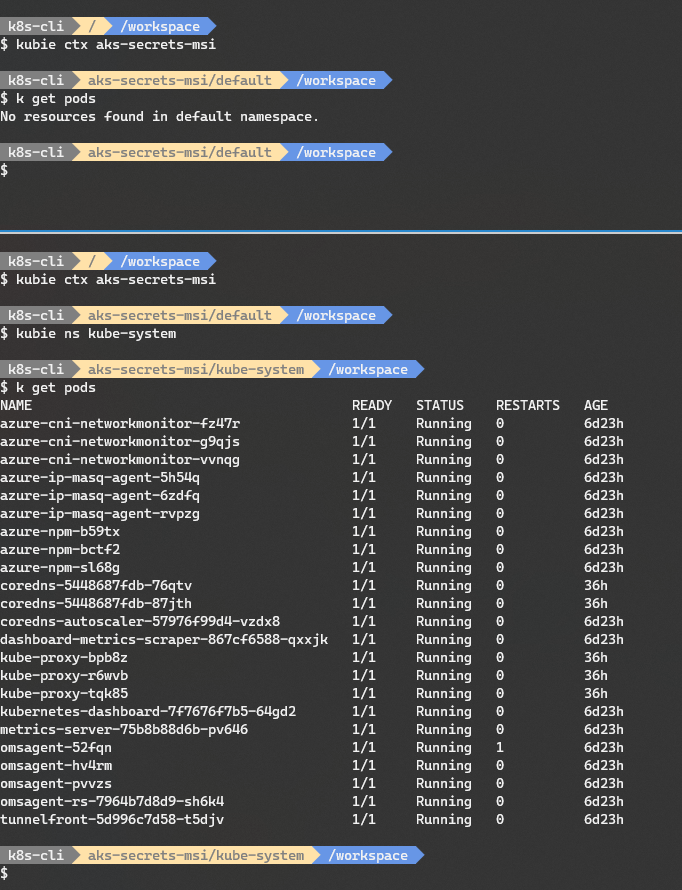 k8s-cli / /workspace
$ kubie ctx aks-secrets-msi
k8s-cli aks-secrets-msi/default /workspace
$ k get pods
No resources found in default namespace.
k8s-cli aks-secrets-msi/default /workspace
$
k8s-cli / /workspace
$ kubie ctx aks-secrets-msi
k8s-cli aks-secrets-msi/default /workspace
$ kubie ns kube-system
k8s-cli aks-secrets-msi/kube-system /workspace
$ k get pods
NAME READY STATUS RESTARTS AGE
azure-cni-networkmonitor-fz47r 1/1 Running 0 6d23h
azure-cni-networkmonitor-g9qjs 1/1 Running 0 6d23h
azure-cni-networkmonitor-vvnqg 1/1 Running 0 6d23h
azure-ip-masq-agent-5h54q 1/1 Running 0 6d23h
azure-ip-masq-agent-6zdfq 1/1 Running 0 6d23h
azure-ip-masq-agent-rvpzg 1/1 Running 0 6d23h
azure-npm-b59tx 1/1 Running 0 6d23h
azure-npm-bctf2 1/1 Running 0 6d23h
azure-npm-sl68g 1/1 Running 0 6d23h
coredns-5448687fdb-76qtv 1/1 Running 0 36h
coredns-5448687fdb-87jth 1/1 Running 0 36h
coredns-autoscaler-57976f99d4-vzdx8 1/1 Running 0 6d23h
dashboard-metrics-scraper-867cf6588-qxxjk 1/1 Running 0 6d23h
kube-proxy-bpb8z 1/1 Running 0 36h
kube-proxy-r6wvb 1/1 Running 0 36h
kube-proxy-tqk85 1/1 Running 0 36h
kubernetes-dashboard-7f7676f7b5-64gd2 1/1 Running 0 6d23h
metrics-server-75b8b88d6b-pv646 1/1 Running 0 6d23h
omsagent-52fqn 1/1 Running 1 6d23h
omsagent-hv4rm 1/1 Running 0 6d23h
omsagent-pvvzs 1/1 Running 0 6d23h
omsagent-rs-7964b7d8d9-sh6k4 1/1 Running 0 6d23h
tunnelfront-5d996c7d58-t5djv 1/1 Running 0 6d23h
k8s-cli aks-secrets-msi/kube-system /workspace
$